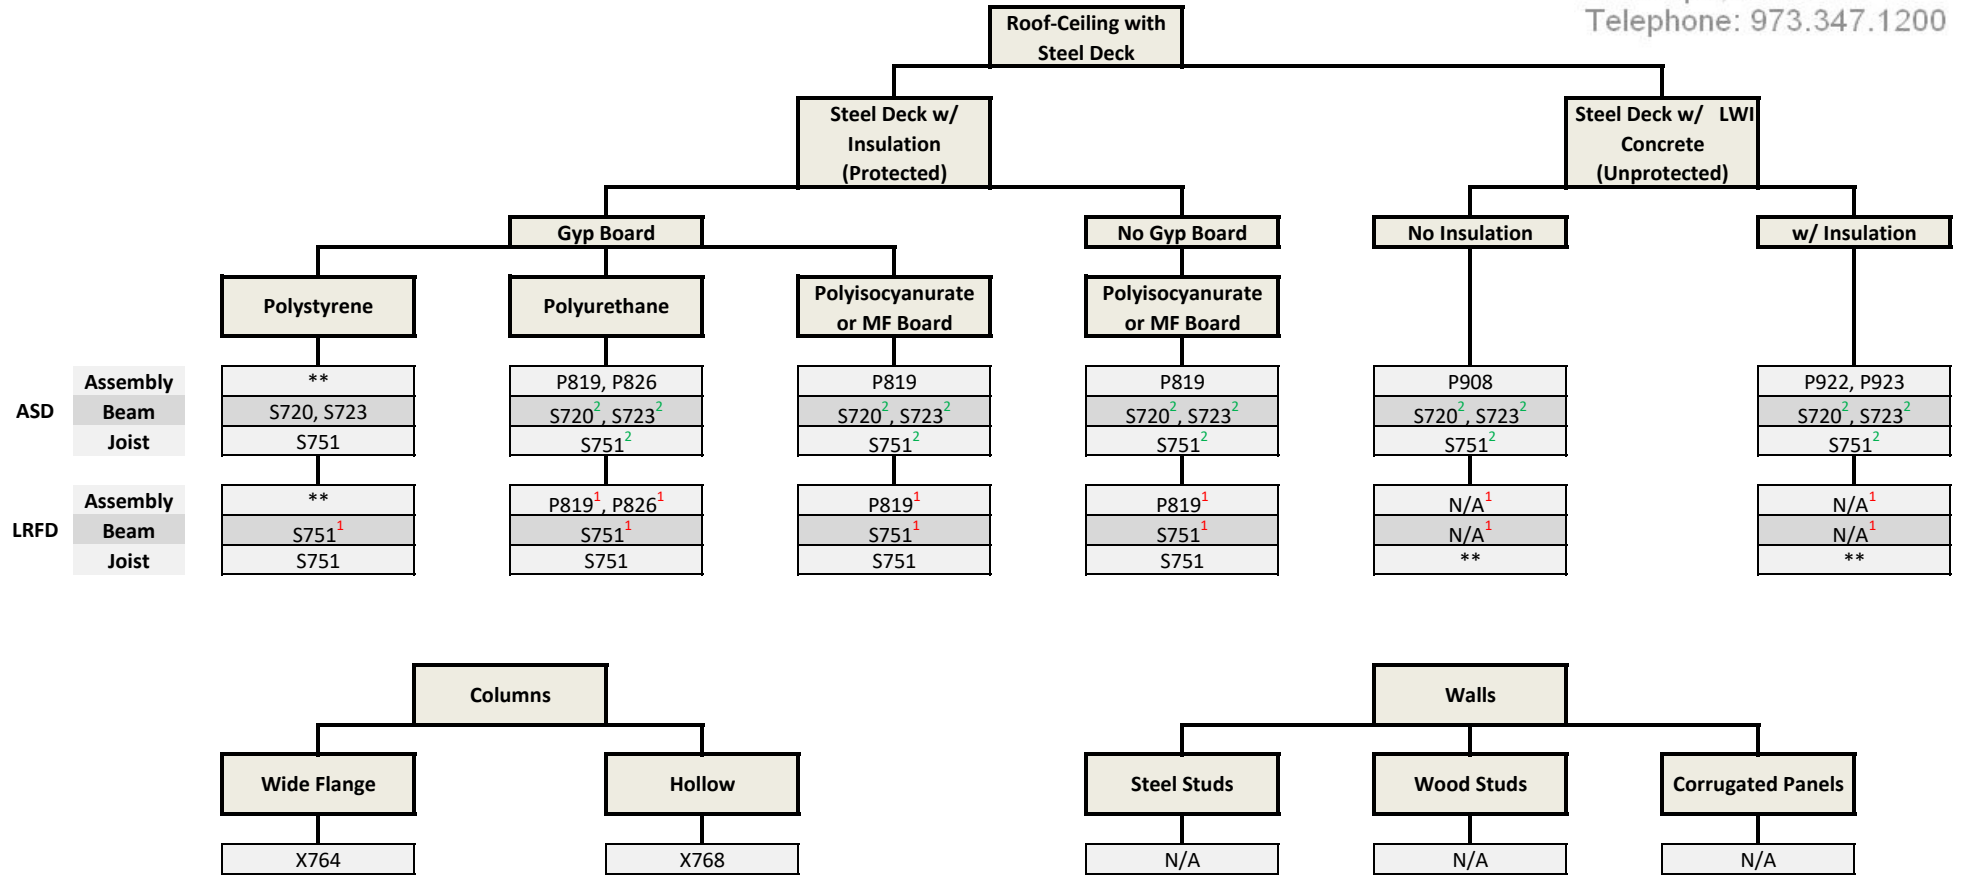 Telephone: 973.347.1200
Roof-Ceiling with
Steel Deck
Steel Deck w/
Insulation
(Protected)
Steel Deck w/ LWI
Concrete
(Unprotected)
Gyp Board
No Gyp Board
No Insulation
w/ Insulation
Polystyrene
Polyurethane
Polyisocyanurate
or MF Board
Polyisocyanurate
or MF Board
ASD
Assembly ** P819, P826 P819 P819 P908 P922, P923
Beam S720, S723 S720², S723² S720², S723² S720², S723² S720², S723² S720², S723²
Joist S751 S751² S751² S751² S751² S751²
LRFD
Assembly ** P819¹, P826¹ P819¹ P819¹ N/A¹ N/A¹
Beam S751¹ S751¹ S751¹ S751¹ N/A¹ N/A¹
Joist S751 S751 S751 S751 ** **
Columns
Walls
Wide Flange
Hollow
Steel Studs
Wood Studs
Corrugated Panels
X764
X768
N/A
N/A
N/A